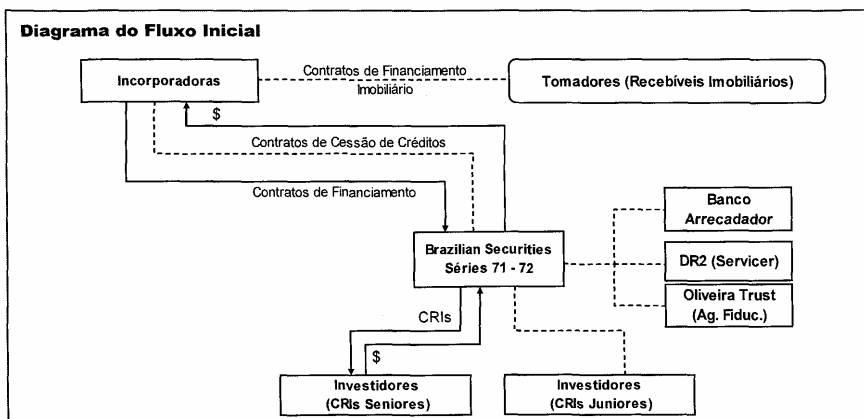 Diagrama do Fluxo Inicial
Incorporadoras
Contratos de Financiamento
Imobiliário
Tomadores (Recebíveis Imobiliários)
$
Contratos de Cessão de Créditos
Contratos de Financiamento
Brazilian Securities
Séries 71 - 72
Banco
Arrecadador
DR2 (Servicer)
Oliveira Trust
(Ag. Fiduc.)
CRIs
$
Investidores
(CRIs Seniores)
Investidores
(CRIs Juniores)